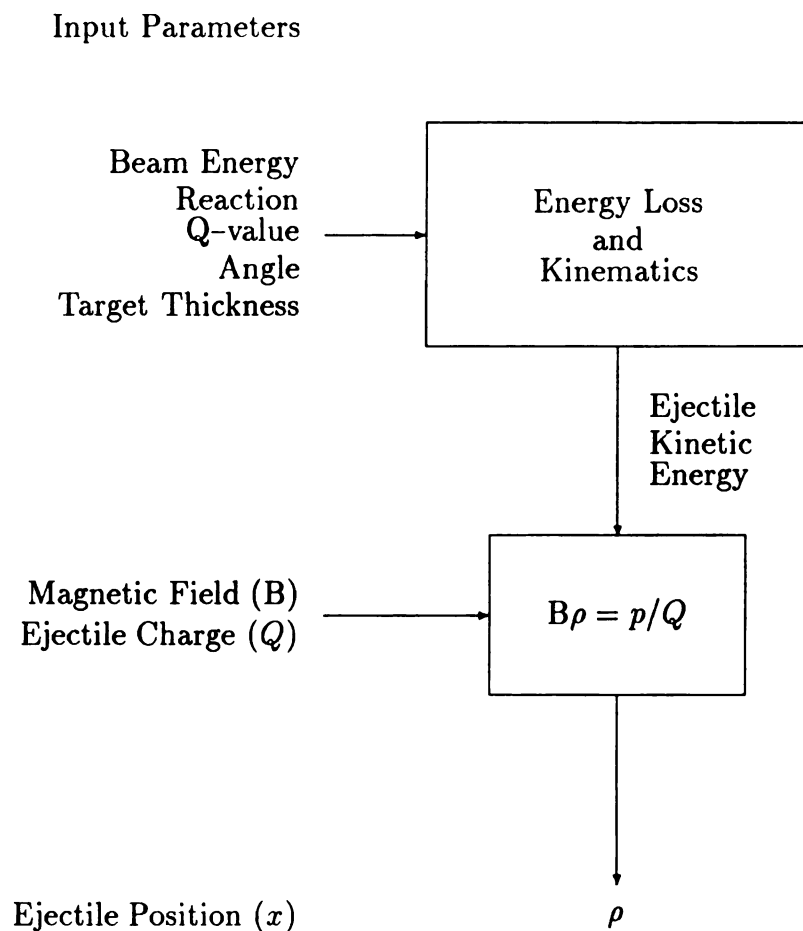 Input Parameters
Beam Energy
Reaction
Q-value
Angle
Target Thickness
Energy Loss
and
Kinematics
Ejectile
Kinetic
Energy
Magnetic Field (B)
Ejectile Charge (Q)
Bρ = p/Q
Ejectile Position (x)
ρ